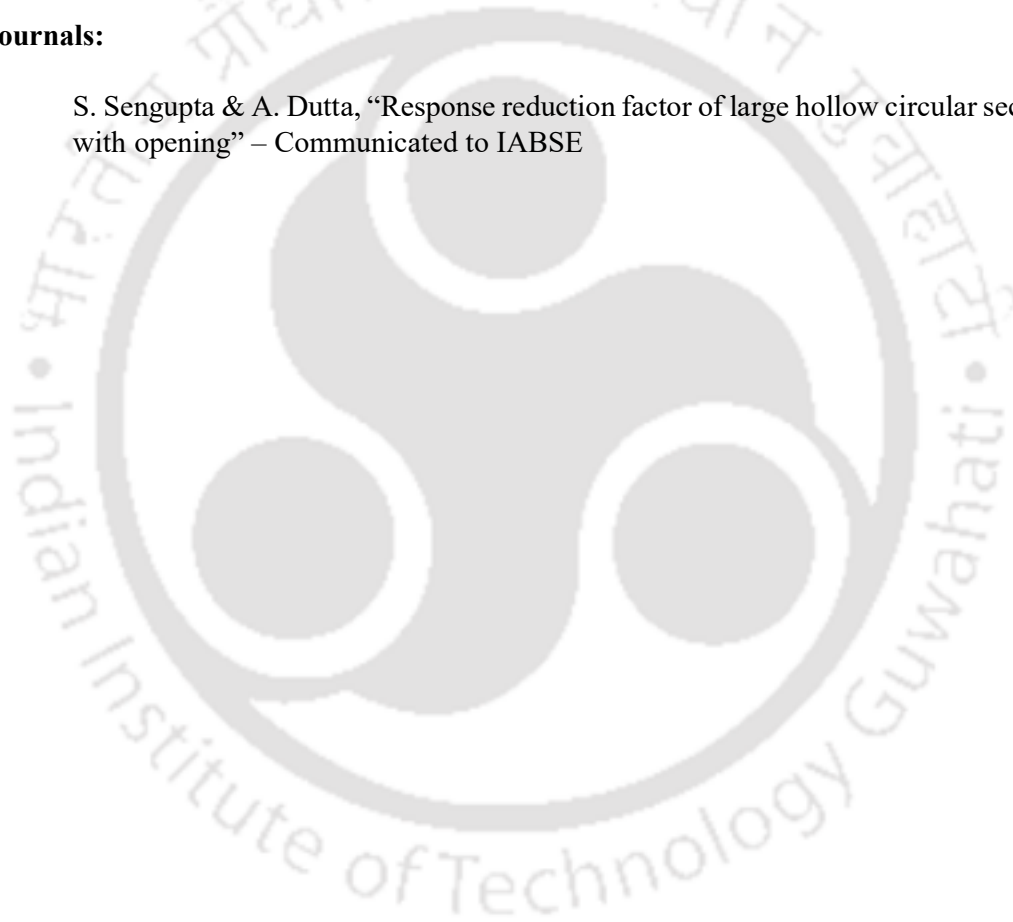 ournals:
S. Sengupta & A. Dutta, “Response reduction factor of large hollow circular sec
with opening” – Communicated to IABSE
Indian Institute of Technology Guwahati